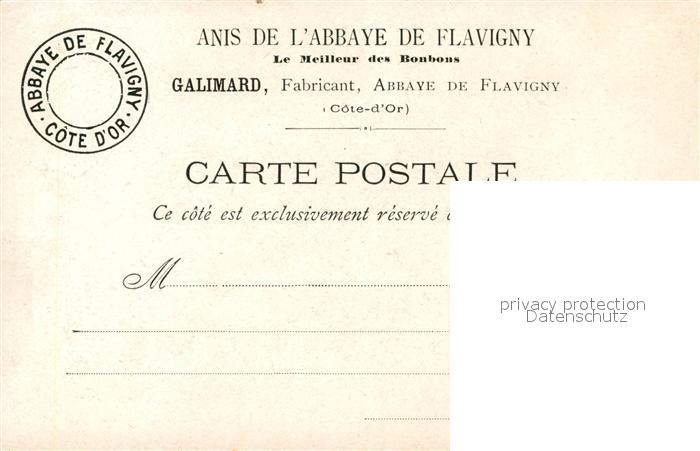 ABBAYE DE FLAVIGNY
· CÔTE D'OR ·
ANIS DE L'ABBAYE DE FLAVIGNY
Le Meilleur des Bonbons
GALIMARD, Fabricant, ABBAYE DE FLAVIGNY
(Côte-d'Or)
CARTE POSTALE
Ce côté est exclusivement réservé
M
privacy protection
Datenschutz